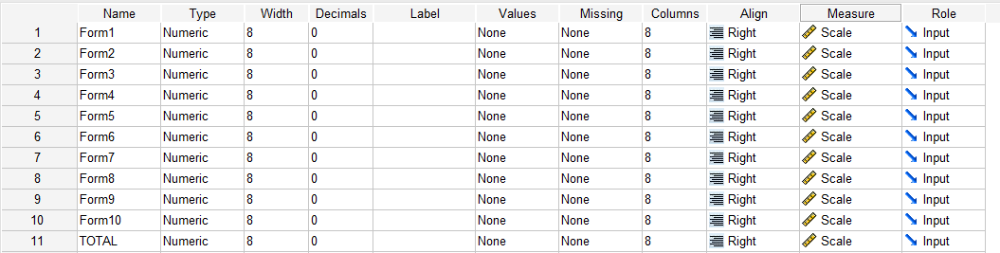 Name Type Width Decimals Label Values Missing Columns Align Measure Role
1 Form1 Numeric 8 0 None None 8 Right Scale Input
2 Form2 Numeric 8 0 None None 8 Right Scale Input
3 Form3 Numeric 8 0 None None 8 Right Scale Input
4 Form4 Numeric 8 0 None None 8 Right Scale Input
5 Form5 Numeric 8 0 None None 8 Right Scale Input
6 Form6 Numeric 8 0 None None 8 Right Scale Input
7 Form7 Numeric 8 0 None None 8 Right Scale Input
8 Form8 Numeric 8 0 None None 8 Right Scale Input
9 Form9 Numeric 8 0 None None 8 Right Scale Input
10 Form10 Numeric 8 0 None None 8 Right Scale Input
11 TOTAL Numeric 8 0 None None 8 Right Scale Input